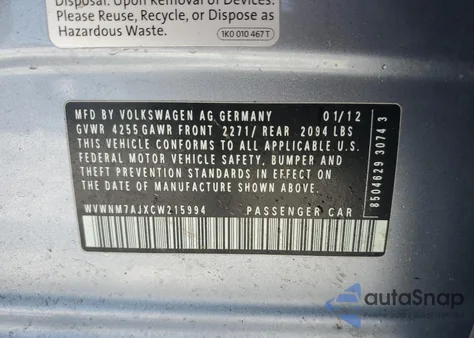 Disposal. Upon Removal of Devices:
Please Reuse, Recycle, or Dispose as
Hazardous Waste.
1K0 010 467 T
MFD BY VOLKSWAGEN AG GERMANY 01/12
GVWR 4255 GAWR FRONT 2271/ REAR 2094 LBS
THIS VEHICLE CONFORMS TO ALL APPLICABLE U.S.
FEDERAL MOTOR VEHICLE SAFETY, BUMPER AND
THEFT PREVENTION STANDARDS IN EFFECT ON THE
DATE OF MANUFACTURE SHOWN ABOVE.
WVWNM7AJXCW215994 PASSENGER CAR
8504629 3074 3
autoSnap